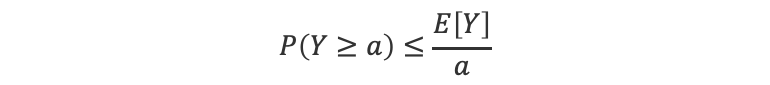 P(Y ≥ a) ≤ E[Y]/a